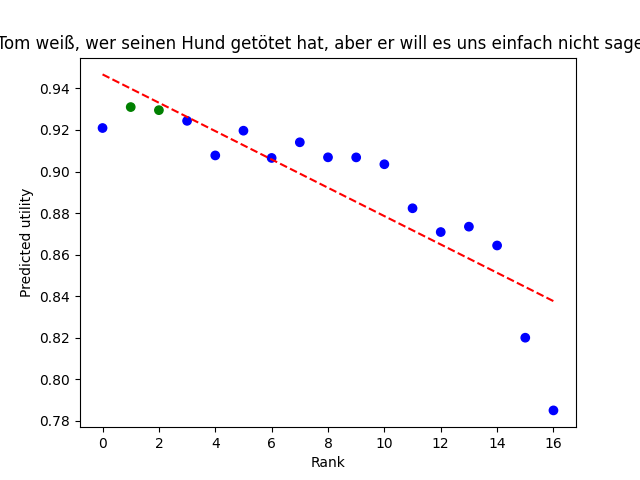 Tom weiß, wer seinen Hund getötet hat, aber er will es uns einfach nicht sage
Predicted utility
0.94
0.92
0.90
0.88
0.86
0.84
0.82
0.80
0.78
0 2 4 6 8 10 12 14 16
Rank